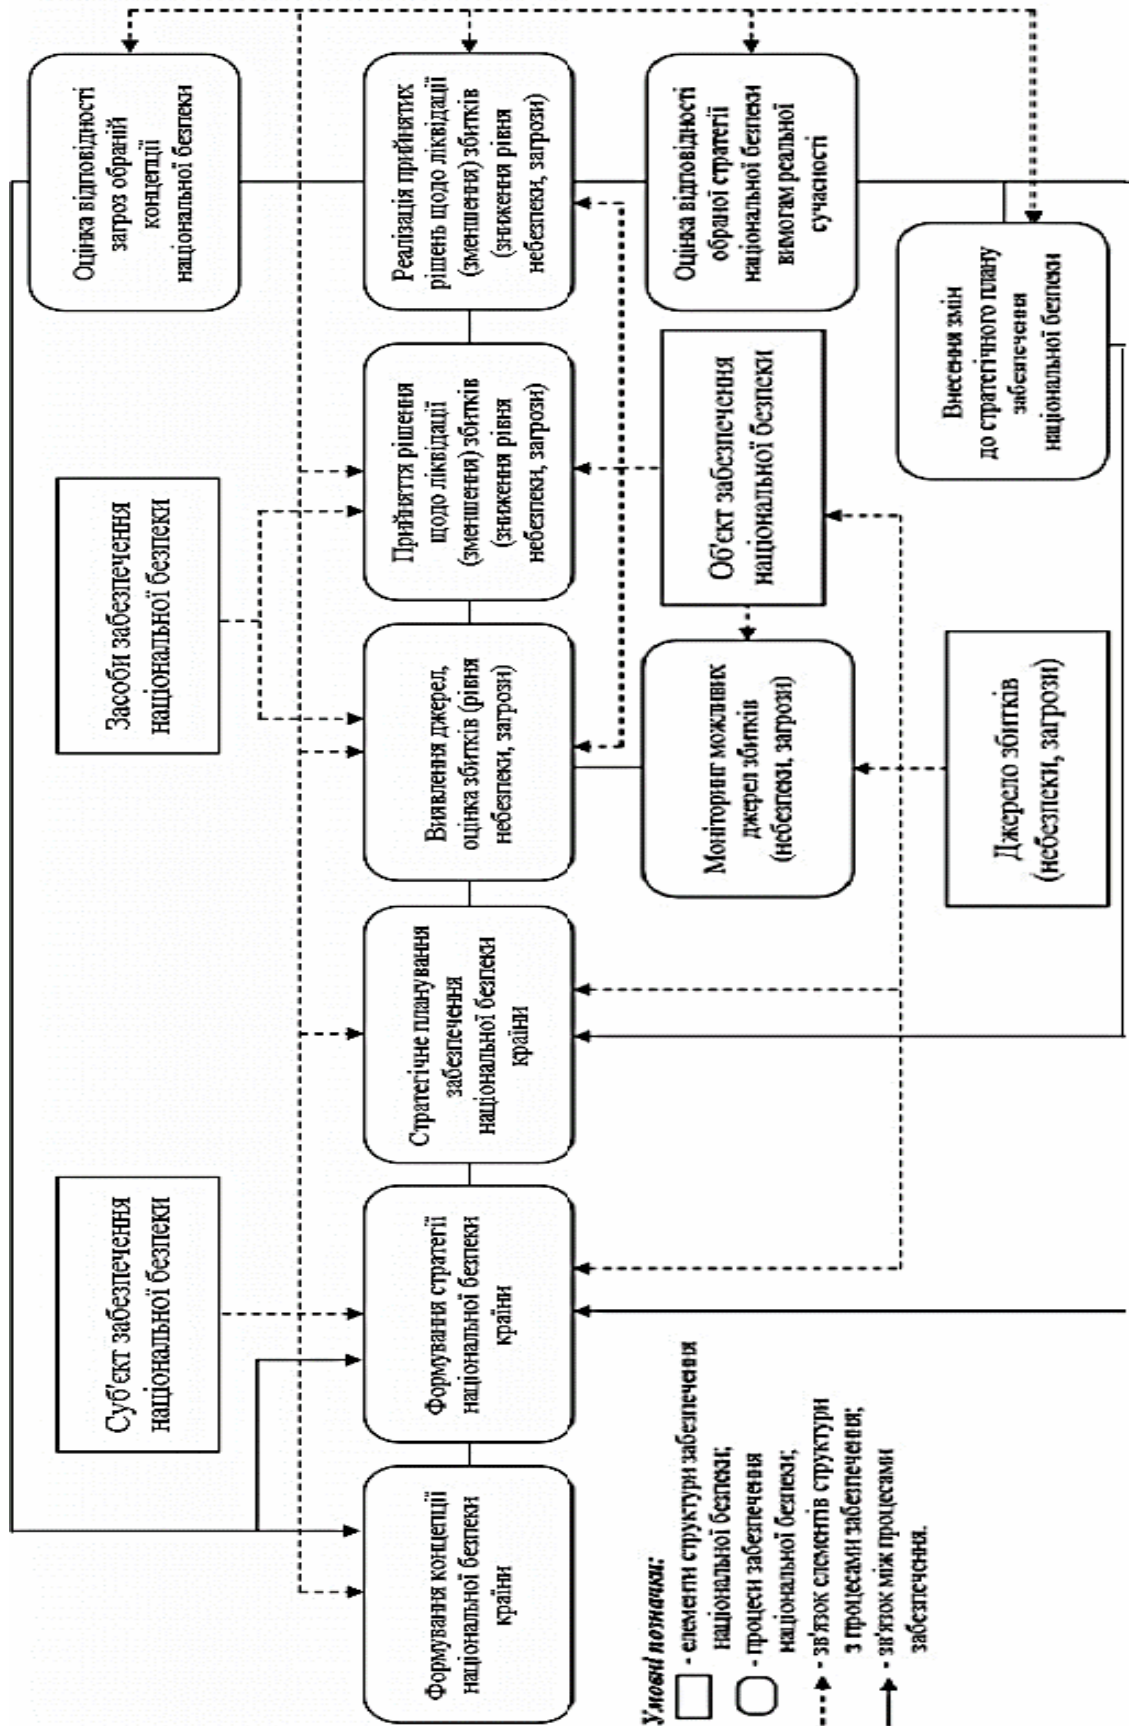 Суб'єкт забезпечення
національної безпеки
Засоби забезпечення
національної безпеки
Оцінка відповідності
загроз обраній
концепції
національної безпеки
Формування концепції
національної безпеки
країни
Формування стратегії
національної безпеки
країни
Стратегічне планування
забезпечення
національної безпеки
країни
Виявлення джерел,
оцінка збитків (рівня
небезпеки, загрози)
Прийняття рішення
щодо ліквідації
(зменшення) збитків
(зниження рівня
небезпеки, загрози)
Реалізація прийнятих
рішень щодо ліквідації
(зменшення) збитків
(зниження рівня
небезпеки, загрози)
Моніторинг можливих
джерел збитків
(небезпеки, загрози)
Об'єкт забезпечення
національної безпеки
Оцінка відповідності
обраної стратегії
національної безпеки
вимогам реальної
сучасності
Джерело збитків
(небезпеки, загрози)
Внесення змін
до стратегічного плану
забезпечення
національної безпеки
Умовні позначки:
- елементи структури забезпечення
національної безпеки;
- процеси забезпечення
національної безпеки;
- зв'язок елементів структури
з процесами забезпечення;
- зв'язок між процесами
забезпечення.